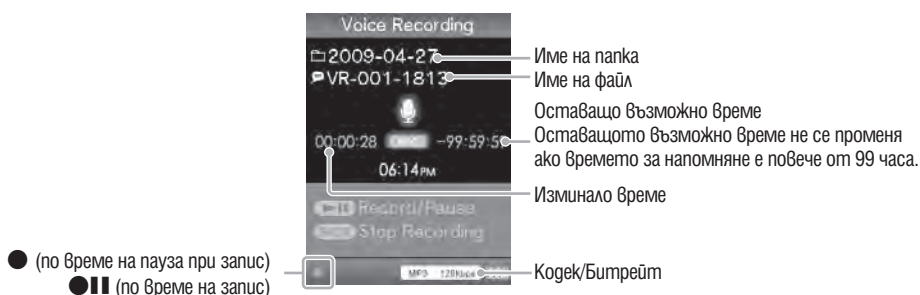 Voice Recording
2009-04-27
Име на папка
VR-001-1813
Име на файл
Оставащо възможно време
00:00:28 -99:59:59
Оставащото възможно време не се променя
ако времето за напомняне е повече от 99 часа.
06:14PM
Изминало време
Record/Pause
Stop Recording
● (по време на пауза при запис)
●II (по време на запис)
MP3 128Kbps
Кодек/Битрейт